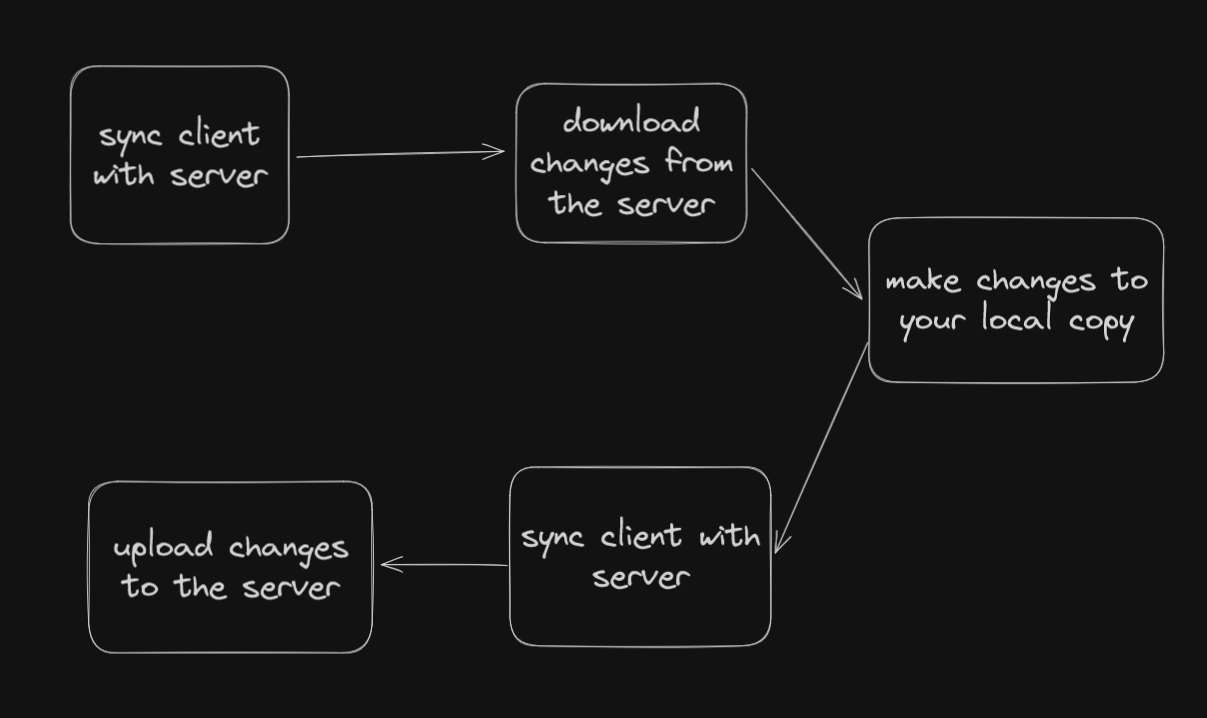 sync client
with server
download
changes from
the server
make changes to
your local copy
sync client with
server
upload changes
to the server